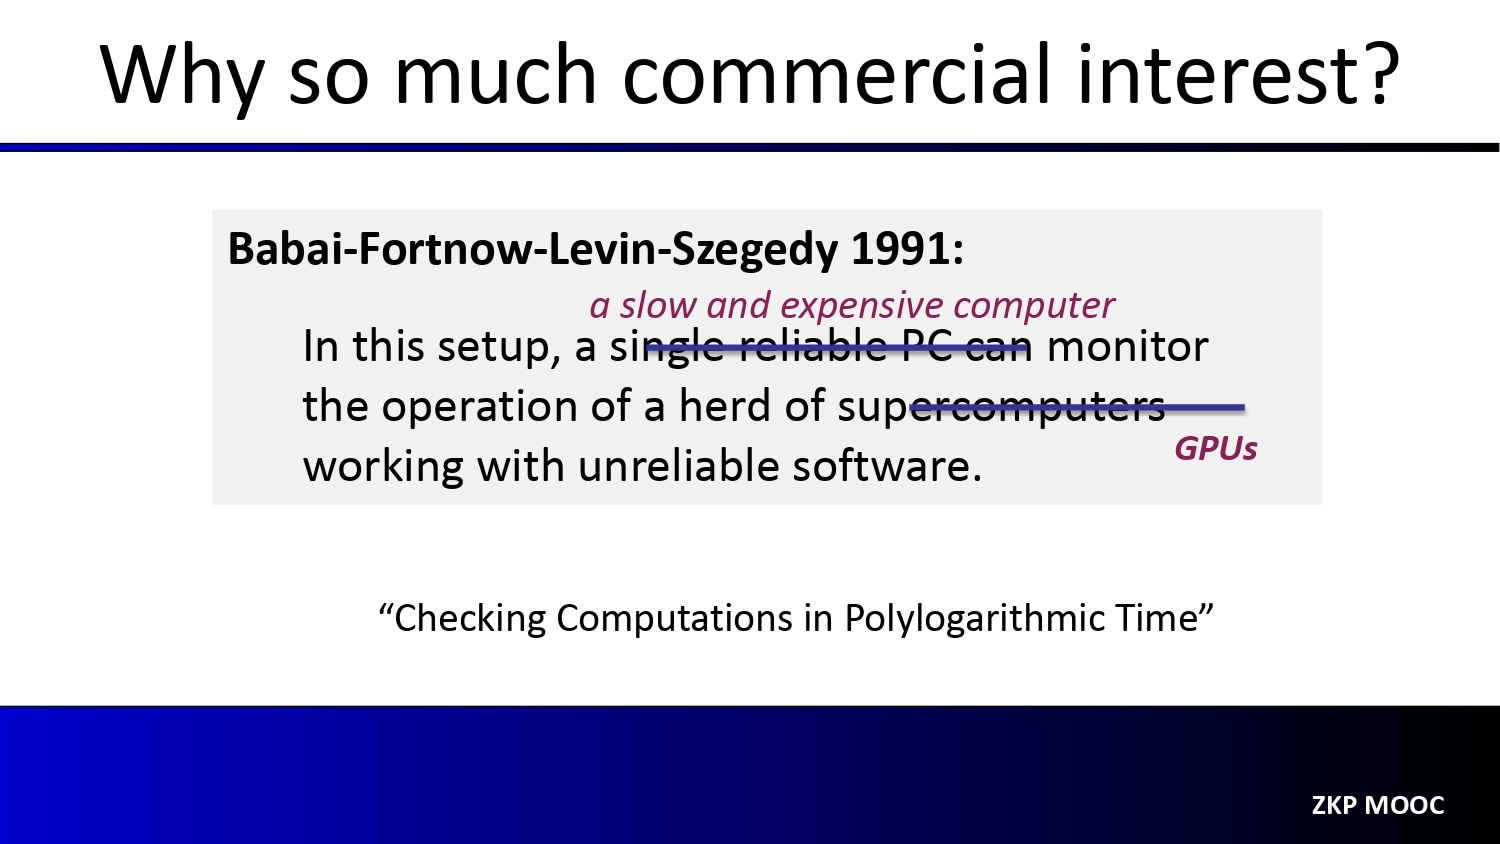 Why so much commercial interest?
Babai-Fortnow-Levin-Szegedy 1991:
a slow and expensive computer
In this setup, a single reliable PC can monitor
the operation of a herd of supercomputers
GPUs
working with unreliable software.
“Checking Computations in Polylogarithmic Time”
ZKP MOOC